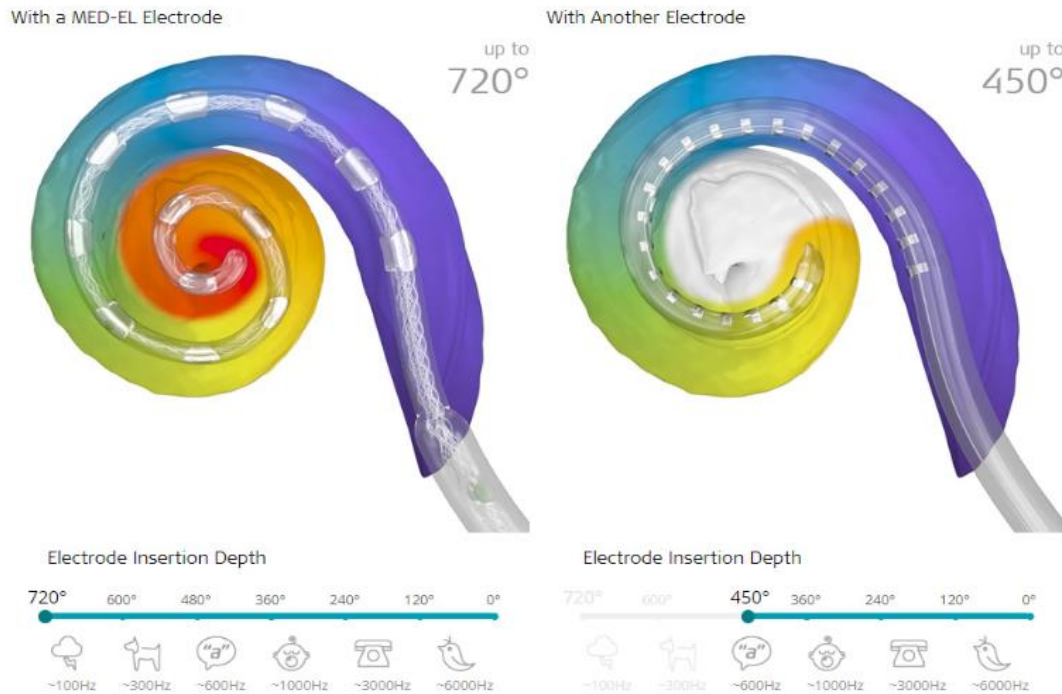 With a MED-EL Electrode
up to
720°
Electrode Insertion Depth
720° 600° 480° 360° 240° 120° 0°
"a"
~100Hz ~300Hz ~600Hz ~1000Hz ~3000Hz ~6000Hz
With Another Electrode
up to
450°
Electrode Insertion Depth
720° 600° 450° 360° 240° 120° 0°
"a"
~100Hz ~300Hz ~600Hz ~1000Hz ~3000Hz ~6000Hz